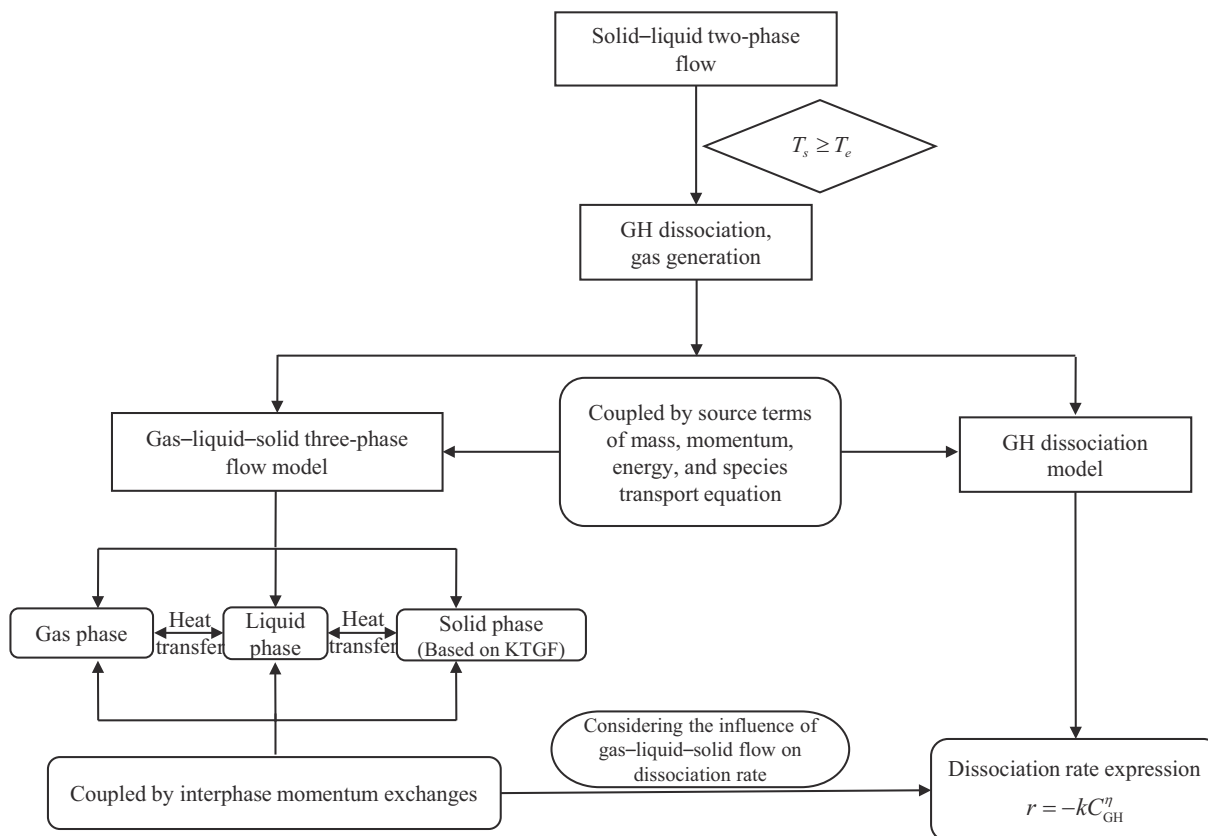 Solid–liquid two-phase
flow
T_s ≥ T_e
GH dissociation,
gas generation
Gas–liquid–solid three-phase
flow model
Coupled by source terms
of mass, momentum,
energy, and species
transport equation
GH dissociation
model
Gas phase
Heat
transfer
Liquid
phase
Heat
transfer
Solid phase
(Based on KTGF)
Considering the influence of
gas–liquid–solid flow on
dissociation rate
Coupled by interphase momentum exchanges
Dissociation rate expression
r = −kC_GH^η